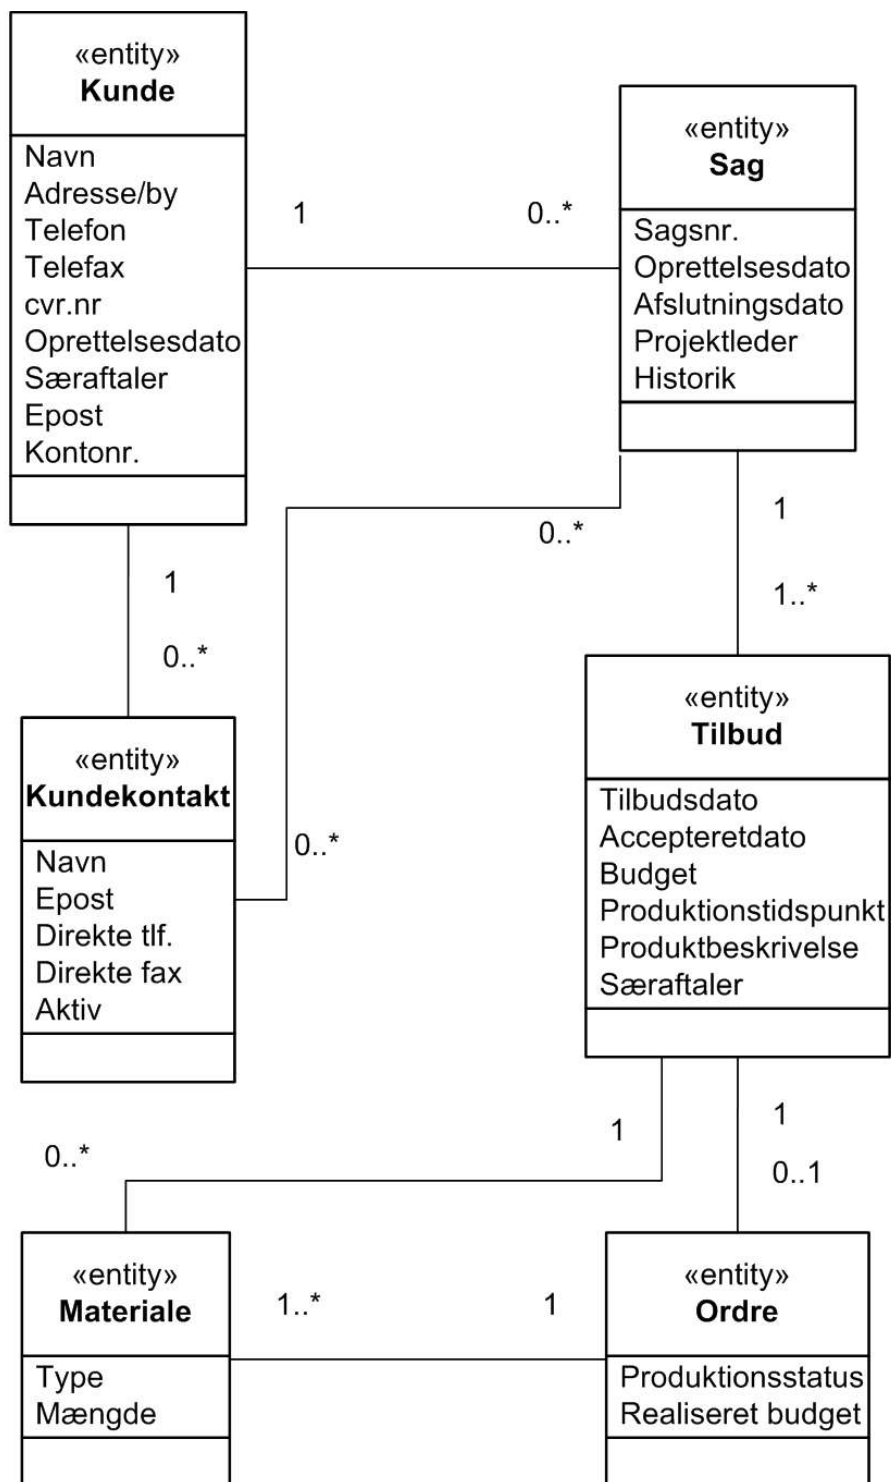 «entity»
Kunde
Navn
Adresse/by
Telefon
Telefax
cvr.nr
Oprettelsesdato
Særaftaler
Epost
Kontonr.
1
0..*
«entity»
Sag
Sagsnr.
Oprettelsesdato
Afslutningsdato
Projektleder
Historik
0..*
1
1..*
1
0..*
«entity»
Kundekontakt
Navn
Epost
Direkte tlf.
Direkte fax
Aktiv
0..*
«entity»
Tilbud
Tilbudsdato
Accepteretdato
Budget
Produktionstidspunkt
Produktbeskrivelse
Særaftaler
0..*
1
1
0..1
«entity»
Materiale
Type
Mængde
1..*
1
«entity»
Ordre
Produktionsstatus
Realiseret budget